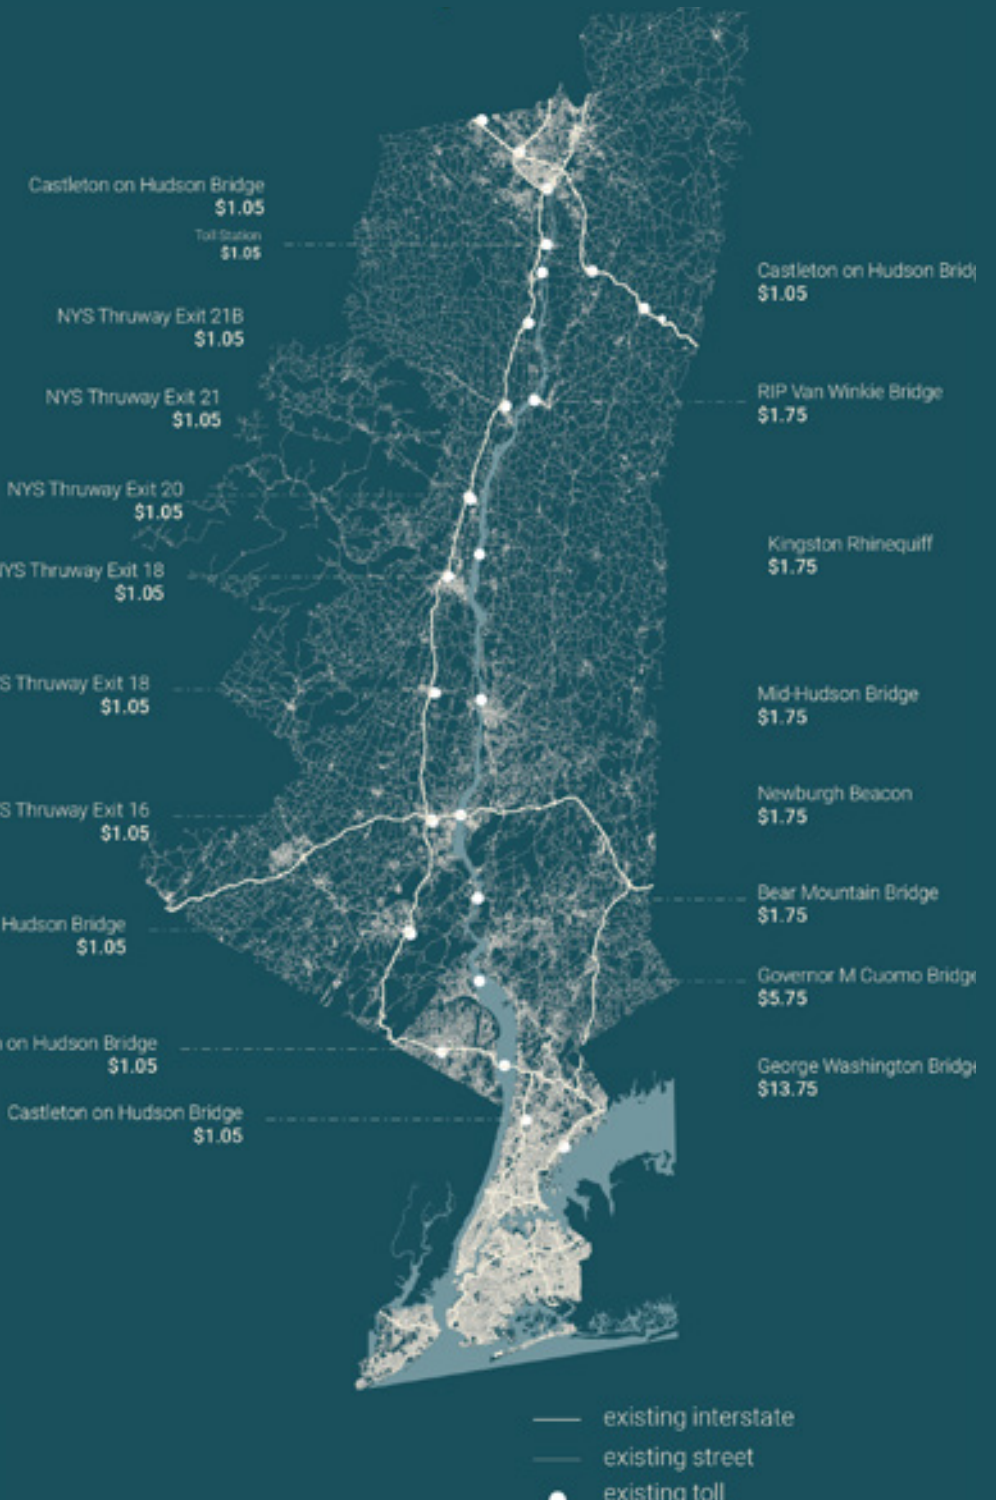 Castleton on Hudson Bridge
$1.05
Toll Station
$1.05
NYS Thruway Exit 21B
$1.05
NYS Thruway Exit 21
$1.05
NYS Thruway Exit 20
$1.05
YS Thruway Exit 18
$1.05
S Thruway Exit 18
$1.05
S Thruway Exit 16
$1.05
Hudson Bridge
$1.05
on Hudson Bridge
$1.05
Castleton on Hudson Bridge
$1.05
Castleton on Hudson Bridg
$1.05
RIP Van Winkie Bridge
$1.75
Kingston Rhinequiff
$1.75
Mid-Hudson Bridge
$1.75
Newburgh Beacon
$1.75
Bear Mountain Bridge
$1.75
Governor M Cuomo Bridge
$5.75
George Washington Bridge
$13.75
existing interstate
existing street
existing toll